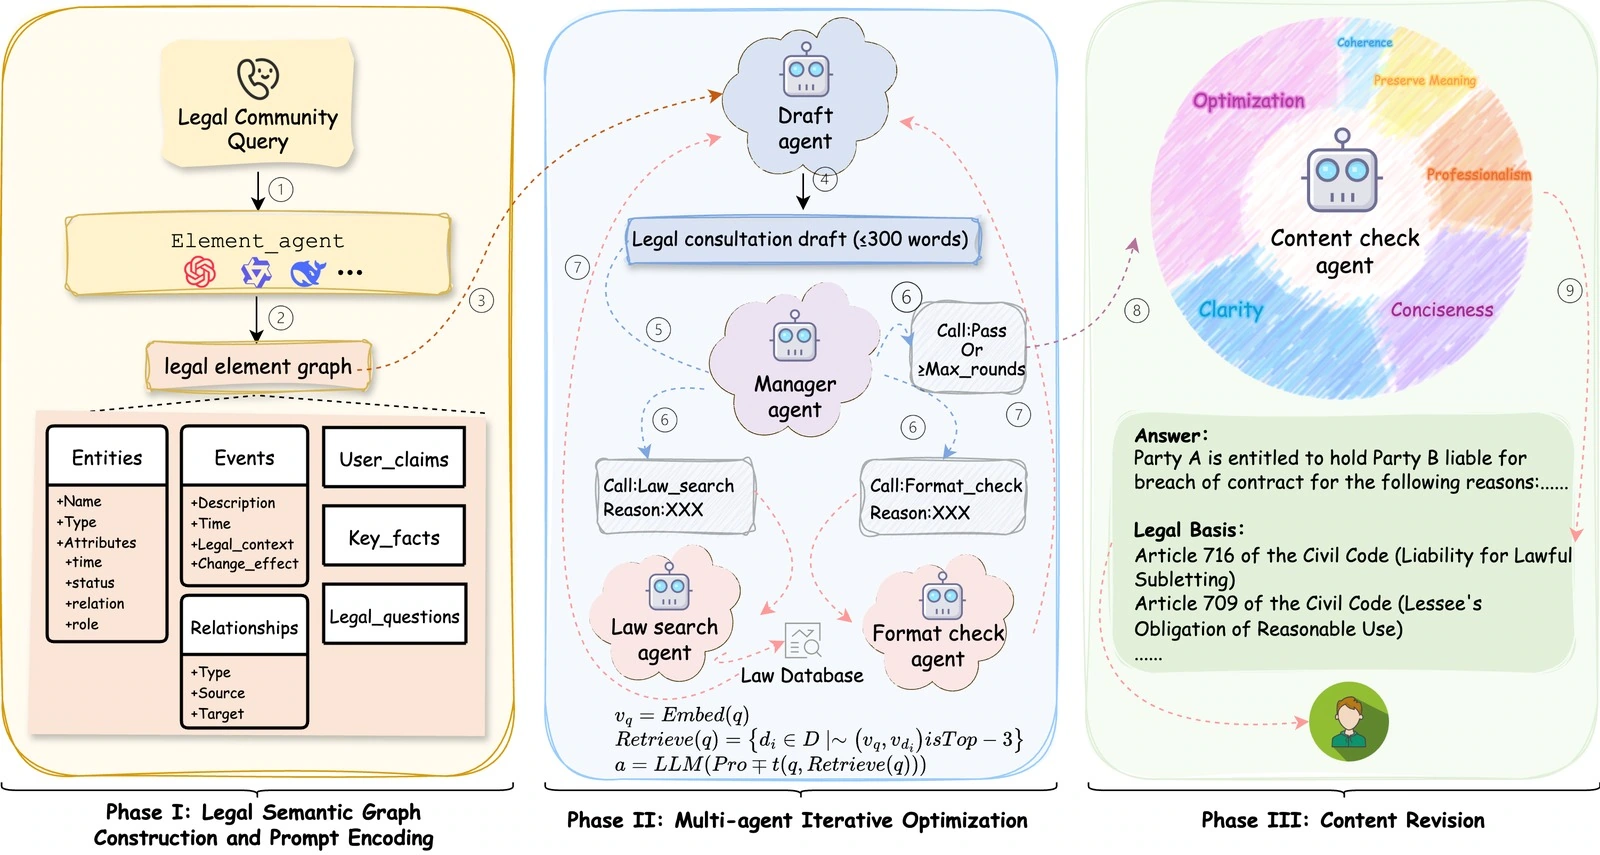 Legal Community
Query
①
Element_agent
②
legal element graph
③
Entities
+Name
+Type
+Attributes
+time
+status
+relation
+role
Events
+Description
+Time
+Legal_context
+Change_effect
Relationships
+Type
+Source
+Target
User_claims
Key_facts
Legal_questions
Phase I: Legal Semantic Graph
Construction and Prompt Encoding
Draft
agent
④
Legal consultation draft (≤300 words)
⑦
⑤
Manager
agent
⑥
Call:Pass
Or
≥Max_rounds
⑦
⑥
⑥
Call:Law_search
Reason:XXX
Call:Format_check
Reason:XXX
Law search
agent
Law Database
Format check
agent
v_q = Embed(q)
Retrieve(q) = {d_i ∈ D |∼ (v_q, v_{d_i})isTop − 3}
a = LLM(Pro ∓ t(q, Retrieve(q)))
Phase II: Multi-agent Iterative Optimization
⑧
Coherence
Preserve Meaning
Optimization
Professionalism
Content check
agent
Clarity
Conciseness
⑨
Answer:
Party A is entitled to hold Party B liable for
breach of contract for the following reasons:......
Legal Basis:
Article 716 of the Civil Code (Liability for Lawful
Subletting)
Article 709 of the Civil Code (Lessee's
Obligation of Reasonable Use)
......
Phase III: Content Revision